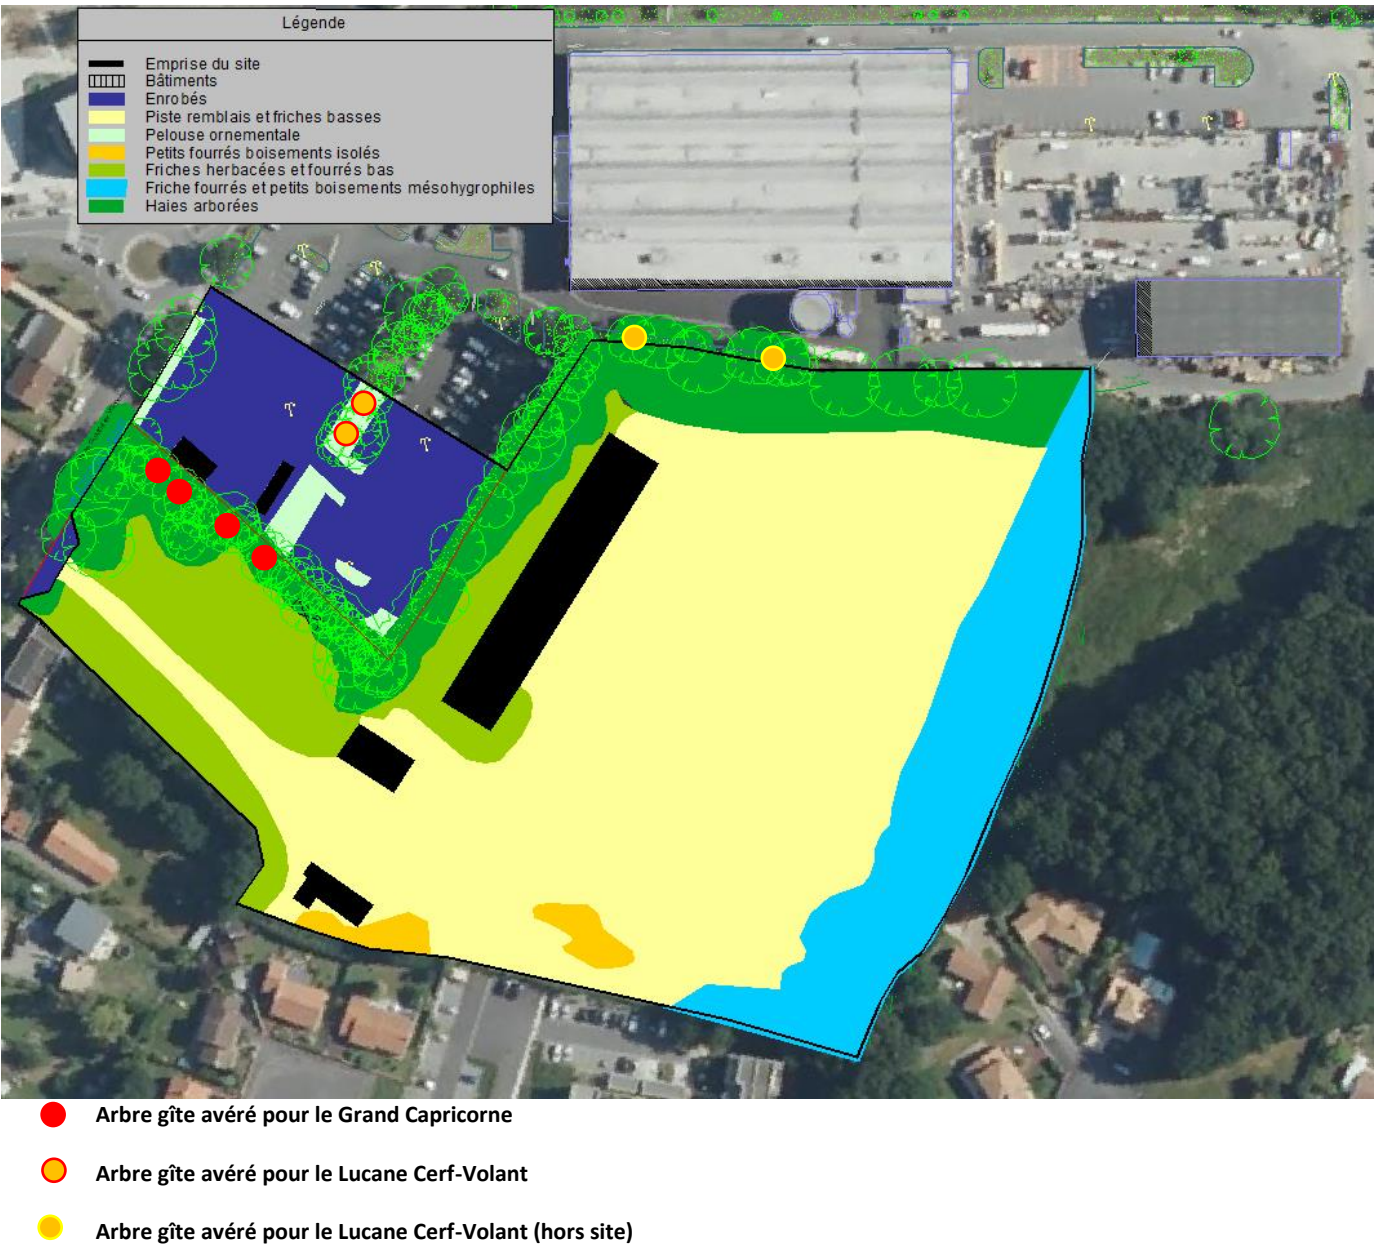 Légende
Emprise du site
Bâtiments
Enrobés
Piste remblais et friches basses
Pelouse ornementale
Petits fourrés boisements isolés
Friches herbacées et fourrés bas
Friche fourrés et petits boisements mésohygrophiles
Haies arborées
Arbre gîte avéré pour le Grand Capricorne
Arbre gîte avéré pour le Lucane Cerf-Volant
Arbre gîte avéré pour le Lucane Cerf-Volant (hors site)